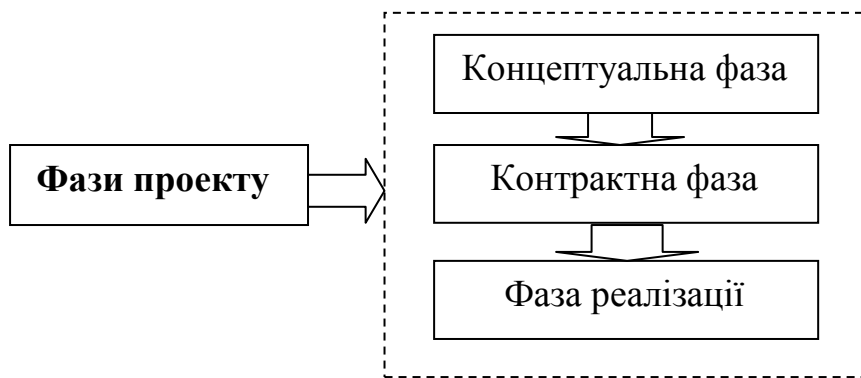 Фази проекту
Концептуальна фаза
Контрактна фаза
Фаза реалізації